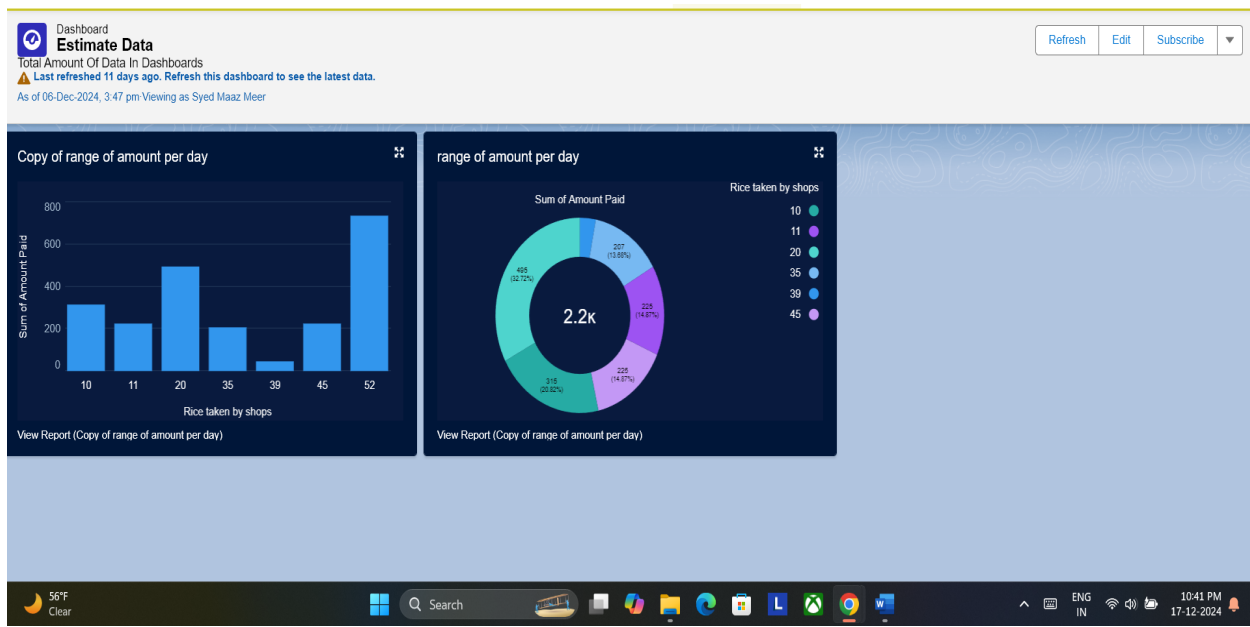 Dashboard
Estimate Data
Total Amount Of Data In Dashboards
Last refreshed 11 days ago. Refresh this dashboard to see the latest data.
As of 06-Dec-2024, 3:47 pm·Viewing as Syed Maaz Meer
Refresh
Edit
Subscribe
Copy of range of amount per day
800
600
400
200
0
Sum of Amount Paid
10 11 20 35 39 45 52
Rice taken by shops
View Report (Copy of range of amount per day)
range of amount per day
Sum of Amount Paid
207
(13.68%)
225
(14.87%)
225
(14.87%)
315
(20.82%)
495
(32.72%)
2.2K
Rice taken by shops
10
11
20
35
39
45
View Report (Copy of range of amount per day)
56°F
Clear
Search
L
W
ENG
IN
10:41 PM
17-12-2024